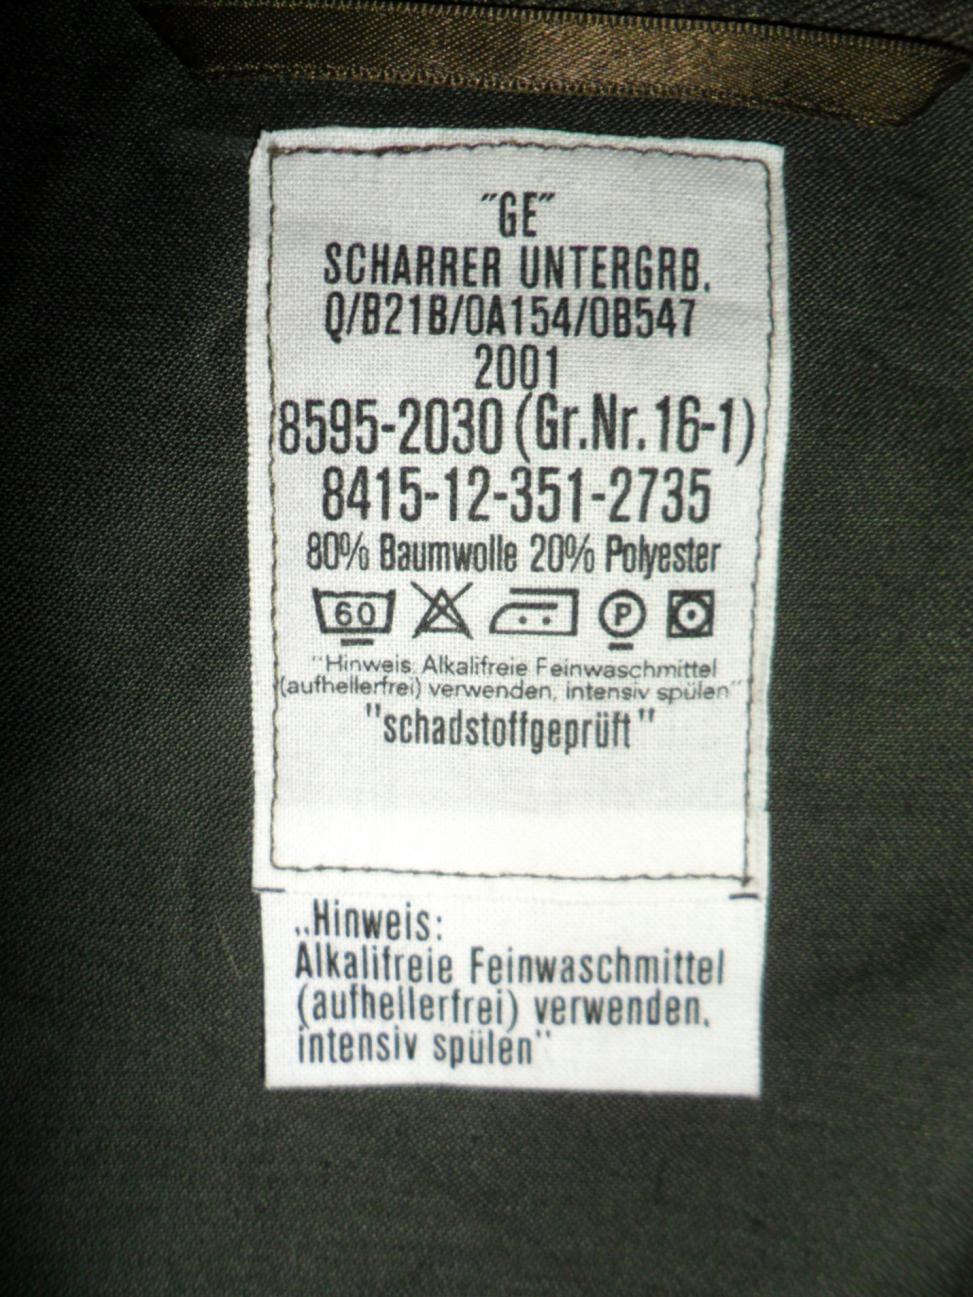 "GE"
SCHARRER UNTERGRB.
Q/B21B/0A154/0B547
2001
8595-2030 (Gr.Nr.16-1)
8415-12-351-2735
80% Baumwolle 20% Polyester
60 P
"Hinweis: Alkalifreie Feinwaschmittel
(aufhellerfrei) verwenden, intensiv spülen"
"schadstoffgeprüft"
„Hinweis:
Alkalifreie Feinwaschmittel
(aufhellerfrei) verwenden,
intensiv spülen"